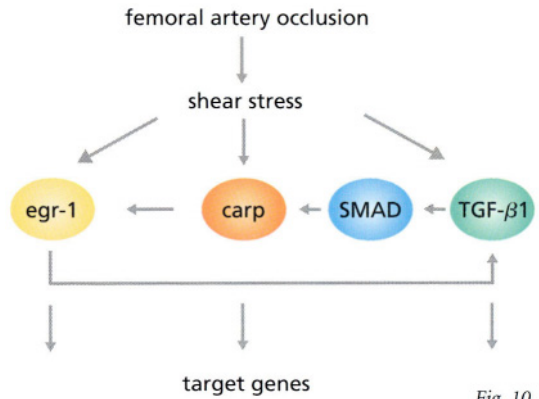 femoral artery occlusion
shear stress
egr-1 carp SMAD TGF-β1
target genes
Fig. 10